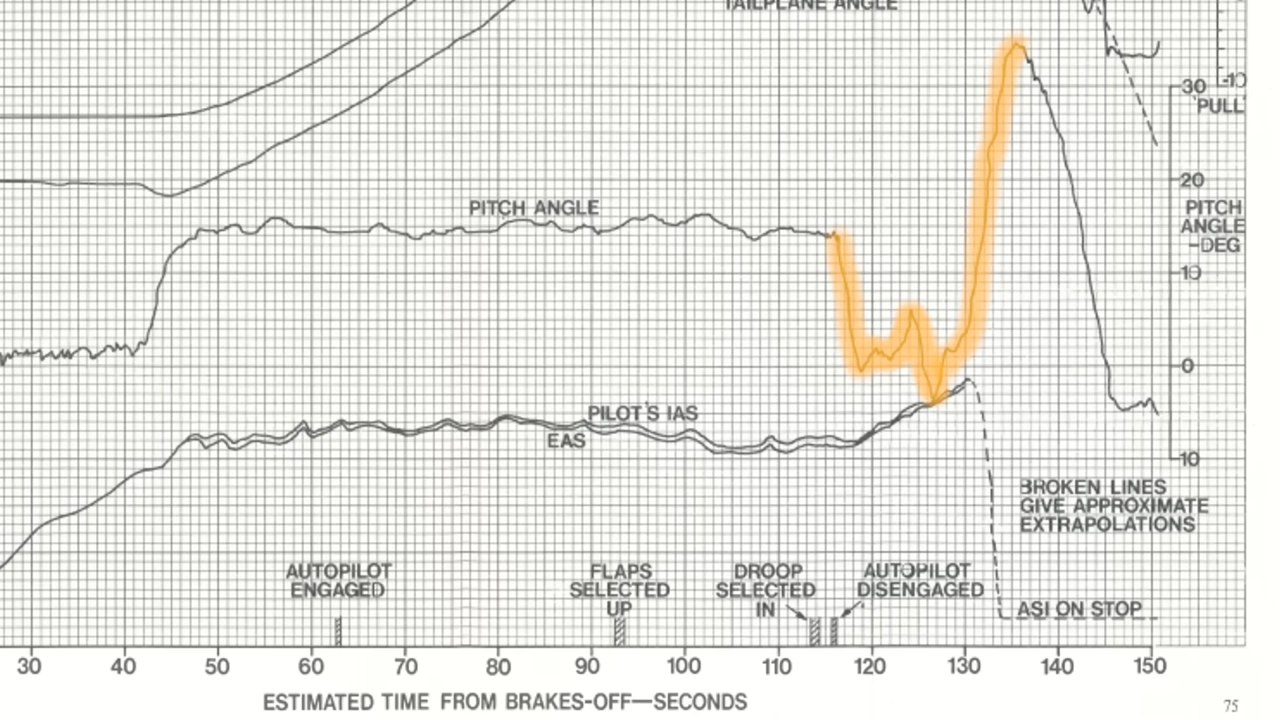 TAILPLANE ANGLE
-10
30
'PULL'
20
PITCH ANGLE
PITCH
ANGLE
-DEG
10
0
PILOT'S IAS
EAS
10
BROKEN LINES
GIVE APPROXIMATE
EXTRAPOLATIONS
AUTOPILOT
ENGAGED
FLAPS
SELECTED
UP
DROOP
SELECTED
IN
AUTOPILOT
DISENGAGED
ASI ON STOP
30 40 50 60 70 80 90 100 110 120 130 140 150
ESTIMATED TIME FROM BRAKES-OFF—SECONDS
75